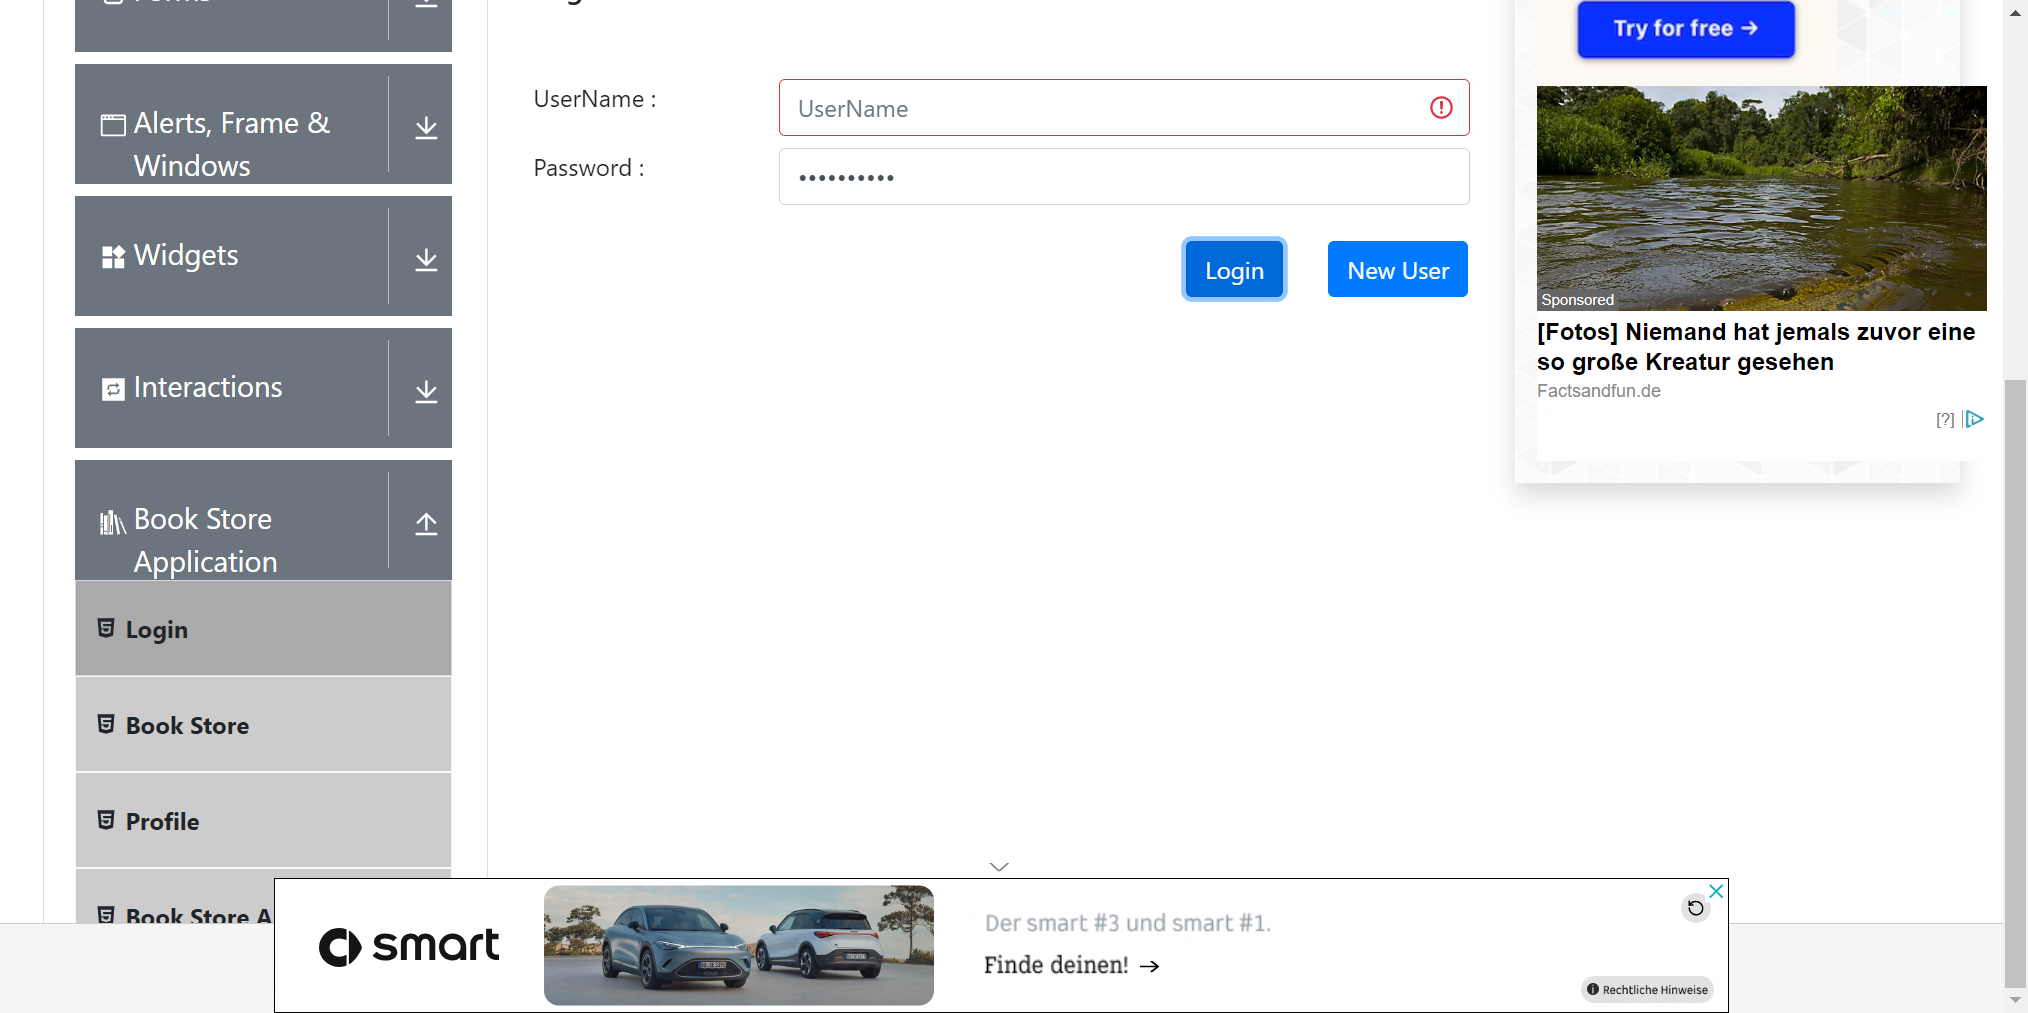 Alerts, Frame &
Windows
Widgets
Interactions
Book Store
Application
Login
Book Store
Profile
Book Store A
UserName :
UserName
Password :
••••••••••
Login
New User
Try for free →
Sponsored
[Fotos] Niemand hat jemals zuvor eine
so große Kreatur gesehen
Factsandfun.de
[?]
smart
Der smart #3 und smart #1.
Finde deinen! →
Rechtliche Hinweise